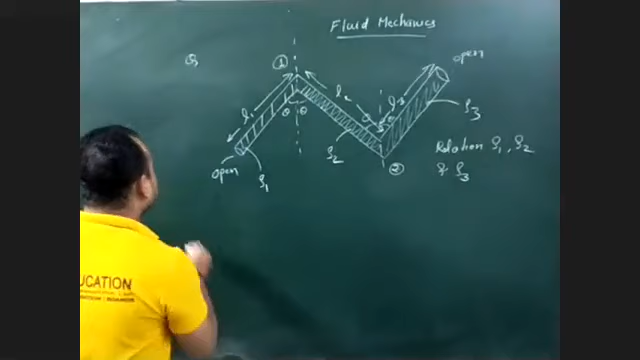 Fluid Mechanics
Q
①
open
l₁
l₂
l₃
θ θ
θ θ
ρ₃
ρ₂
Relation ρ₁, ρ₂
& ρ₃
open
ρ₁
②
UCATION